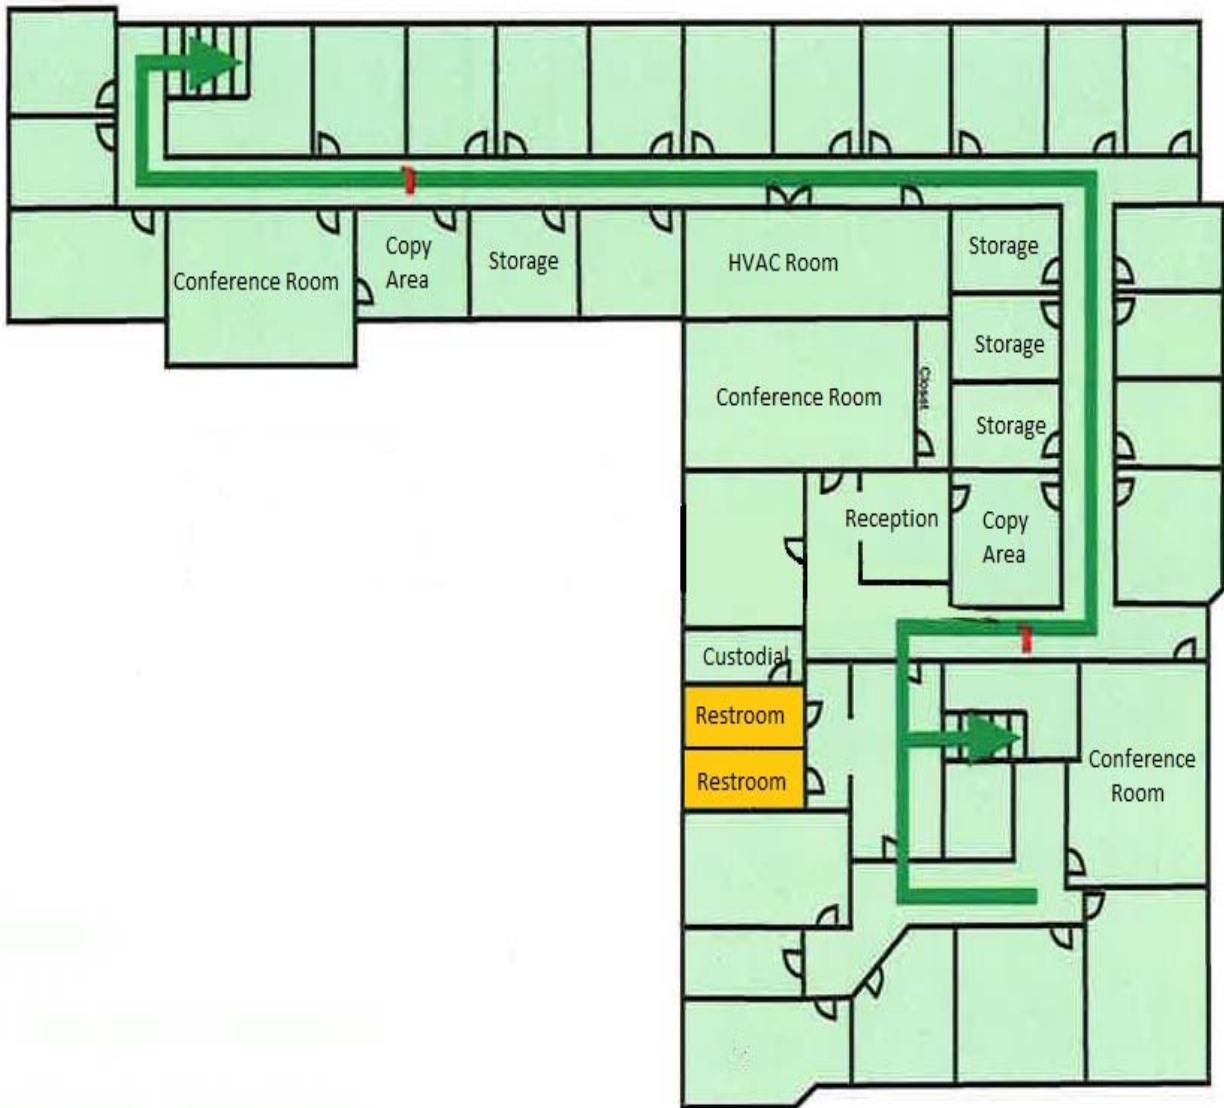 Copy
Area
Storage
Conference Room
HVAC Room
Storage
Storage
Conference Room
Closet
Storage
Reception
Copy
Area
Custodial
Restroom
Restroom
Conference
Room